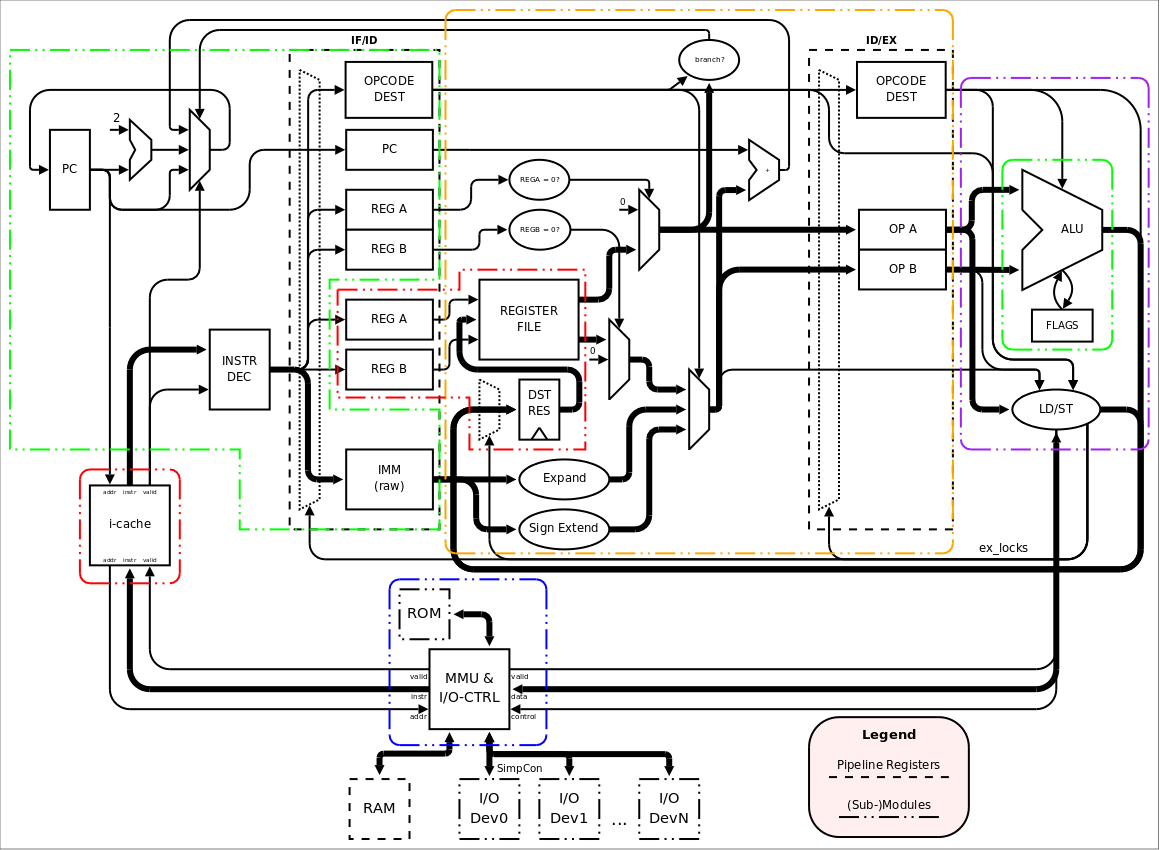 IF/ID
ID/EX
OPCODE
DEST
branch?
OPCODE
DEST
2
PC
PC
+
REGA = 0?
REG A
0
REGB = 0?
REG B
OP A
ALU
OP B
REG A
REGISTER
FILE
FLAGS
0
INSTR
DEC
REG B
DST
RES
LD/ST
IMM
(raw)
Expand
addr instr valid
i-cache
Sign Extend
ex_locks
addr instr valid
ROM
MMU &
I/O-CTRL
valid
instr
addr
valid
data
control
SimpCon
RAM
I/O
Dev0
I/O
Dev1
...
I/O
DevN
Legend
Pipeline Registers
(Sub-)Modules